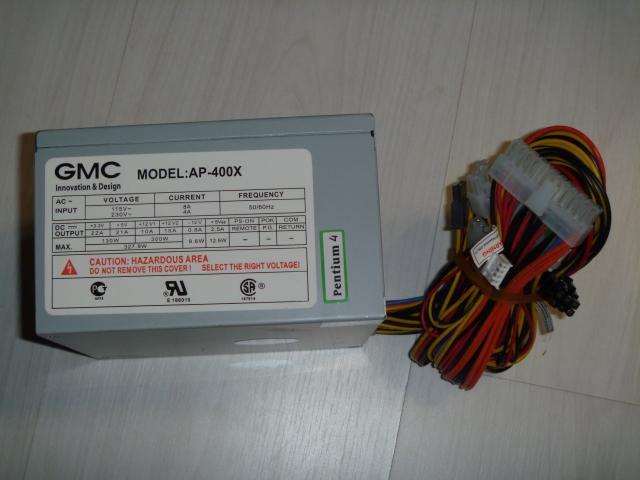 GMC MODEL:AP-400X
Innovation & Design
AC ~ INPUT VOLTAGE CURRENT FREQUENCY
115V~ 8A 50/60Hz
230V~ 4A
DC OUTPUT +3.3V +5V +12V1 +12V2 -12V +5Vsb PS-ON POK COM
22A 21A 10A 15A 0.8A 2.5A REMOTE P.G. RETURN
MAX. 130W 300W 9.6W 12.5W – – –
327.9W
CAUTION: HAZARDOUS AREA
DO NOT REMOVE THIS COVER ! SELECT THE RIGHT VOLTAGE!
Pentium 4